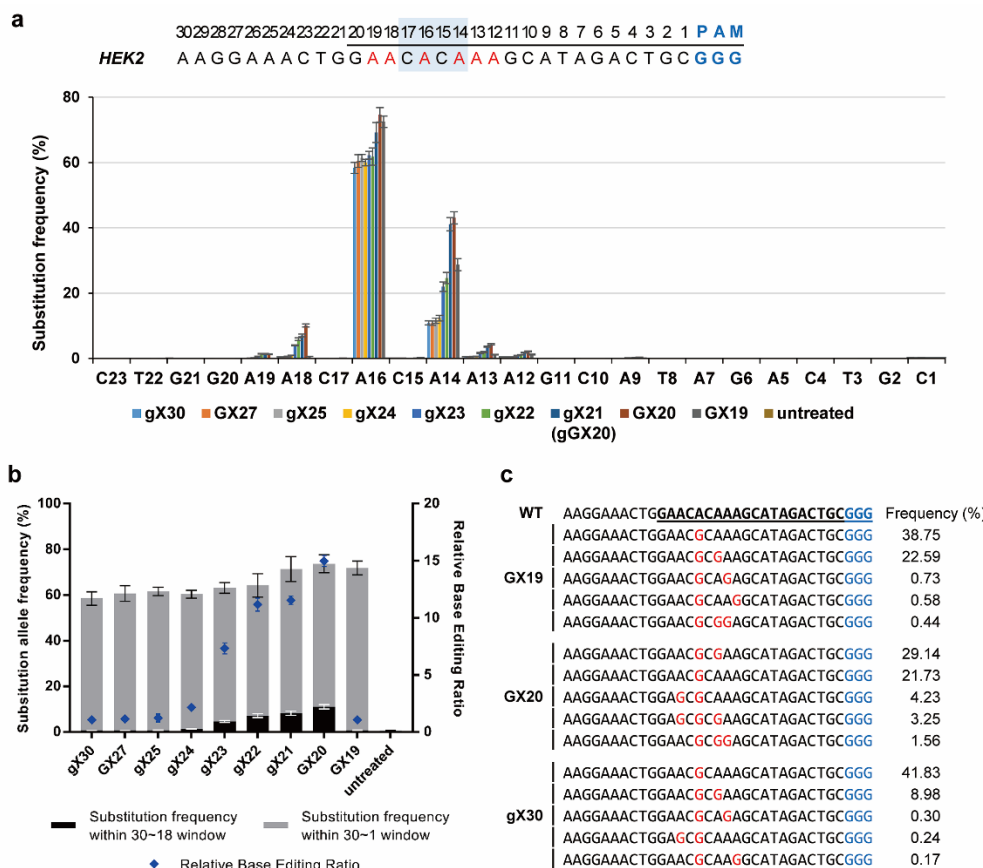 a
30 29 28 27 26 25 24 23 22 21 20 19 18 17 16 15 14 13 12 11 10 9 8 7 6 5 4 3 2 1 P A M
HEK2 A A G G A A A C T G G A A C A C A A A G C A T A G A C T G C G G G
80
60
40
20
0
Substitution frequency (%)
C23 T22 G21 G20 A19 A18 C17 A16 C15 A14 A13 A12 G11 C10 A9 T8 A7 G6 A5 C4 T3 G2 C1
gX30 GX27 gX25 gX24 gX23 gX22 gX21 GX20 GX19 untreated
(gGX20)
b
100
80
60
40
20
0
Subsitution allele frequency (%)
20
15
10
5
0
Relative Base Editing Ratio
gX30 GX27 gX25 gX24 gX23 gX22 gX21 GX20 GX19 untreated
Substitution frequency within 30~18 window
Substitution frequency within 30~1 window
Relative Base Editing Ratio
c
WT AAGGAAACTGGAACACAAAGCATAGACTGCGGG Frequency (%)
GX19
AAGGAAACTGGAACGCAAAGCATAGACTGCGGG 38.75
AAGGAAACTGGAACGCGAAGCATAGACTGCGGG 22.59
AAGGAAACTGGAACGCAGAGCATAGACTGCGGG 0.73
AAGGAAACTGGAACGCAAGGCATAGACTGCGGG 0.58
AAGGAAACTGGAACGCGGAGCATAGACTGCGGG 0.44
GX20
AAGGAAACTGGAACGCGAAGCATAGACTGCGGG 29.14
AAGGAAACTGGAACGCAAAGCATAGACTGCGGG 21.73
AAGGAAACTGGAGCGCAAAGCATAGACTGCGGG 4.23
AAGGAAACTGGAGCGCGAAGCATAGACTGCGGG 3.25
AAGGAAACTGGAACGCGGAGCATAGACTGCGGG 1.56
gX30
AAGGAAACTGGAACGCAAAGCATAGACTGCGGG 41.83
AAGGAAACTGGAACGCGAAGCATAGACTGCGGG 8.98
AAGGAAACTGGAACGCAGAGCATAGACTGCGGG 0.30
AAGGAAACTGGAGCGCAAAGCATAGACTGCGGG 0.24
AAGGAAACTGGAACGCAAGGCATAGACTGCGGG 0.17